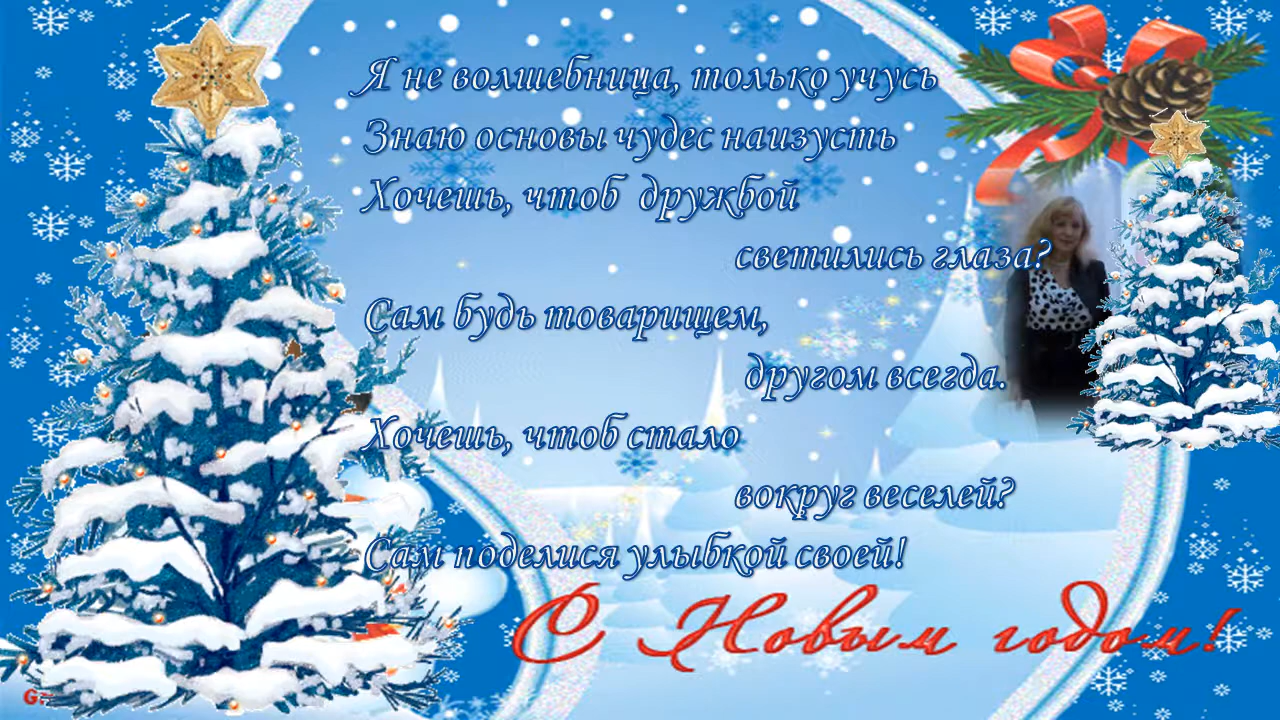 Я не волшебница, только учусь
Знаю основы чудес наизусть
Хочешь, чтоб дружбой
светились глаза?
Сам будь товарищем,
другом всегда.
Хочешь, чтоб стало
вокруг веселей?
Сам поделися улыбкой своей!
С Новым годом!